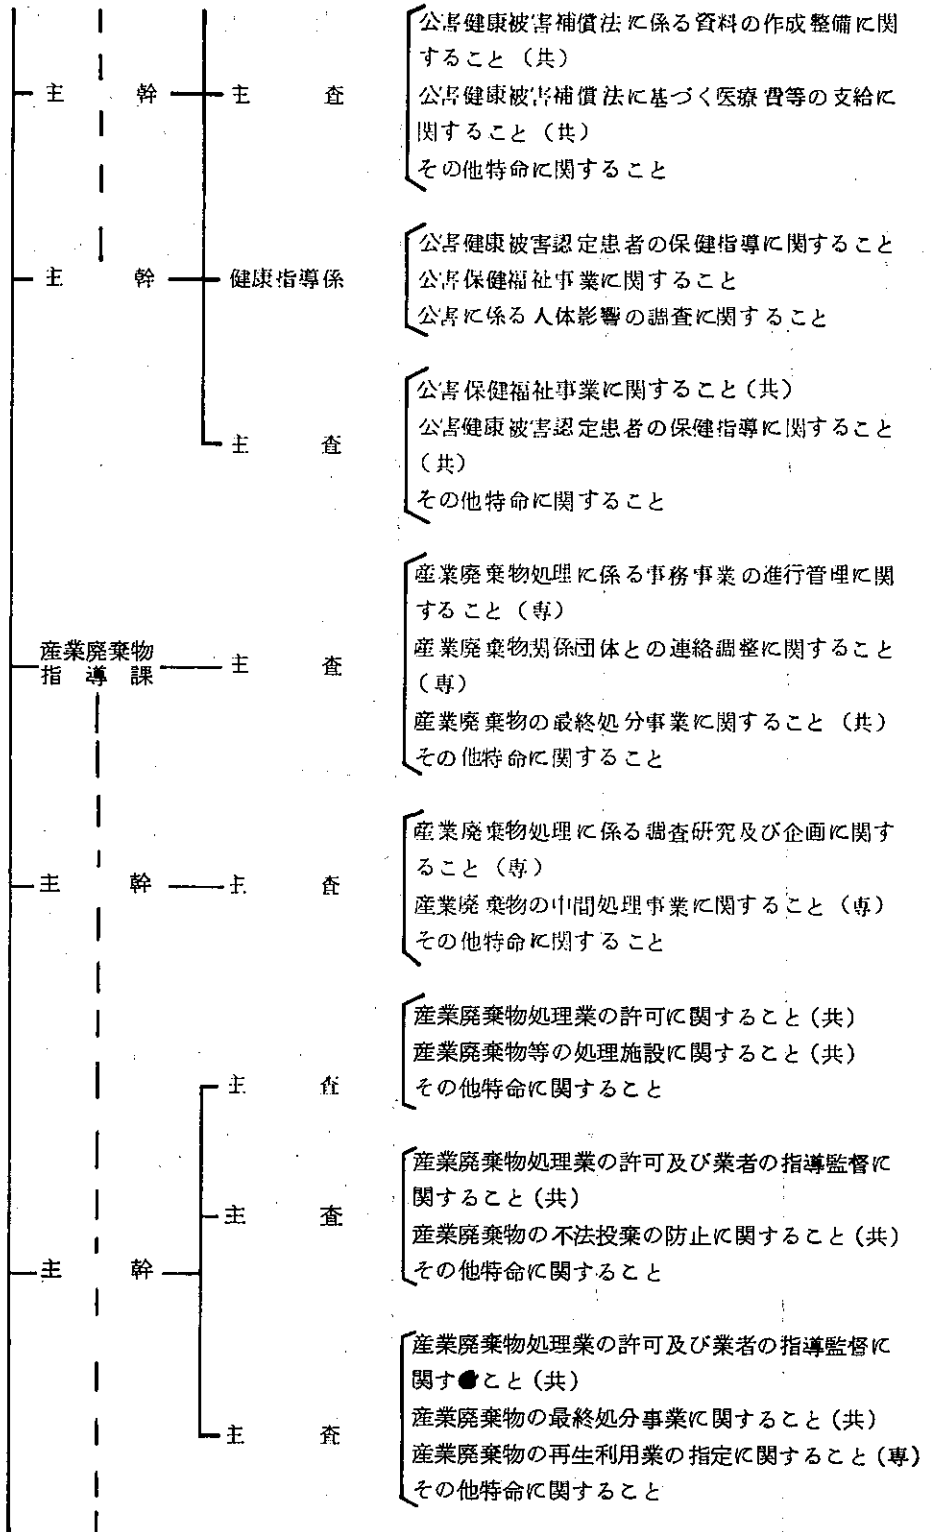 公害健康被害補償法に係る資料の作成整備に関
すること（共）
主幹 主査
公害健康被害補償法に基づく医療費等の支給に
関すること（共）
その他特命に関すること
公害健康被害認定患者の保健指導に関すること
主幹 健康指導係
公害保健福祉事業に関すること
公害に係る人体影響の調査に関すること
公害保健福祉事業に関すること（共）
公害健康被害認定患者の保健指導に関すること
主査
（共）
その他特命に関すること
産業廃棄物処理に係る事務事業の進行管理に関
すること（専）
産業廃棄物
指導課
主査
産業廃棄物関係団体との連絡調整に関すること
（専）
産業廃棄物の最終処分事業に関すること（共）
その他特命に関すること
産業廃棄物処理に係る調査研究及び企画に関す
ること（専）
主幹 主査
産業廃棄物の中間処理事業に関すること（専）
その他特命に関すること
産業廃棄物処理業の許可に関すること（共）
産業廃棄物等の処理施設に関すること（共）
主査
その他特命に関すること
産業廃棄物処理業の許可及び業者の指導監督に
関すること（共）
主査
産業廃棄物の不法投棄の防止に関すること（共）
主幹
その他特命に関すること
産業廃棄物処理業の許可及び業者の指導監督に
関す こと（共）
産業廃棄物の最終処分事業に関すること（共）
主査
産業廃棄物の再生利用業の指定に関すること（専）
その他特命に関すること